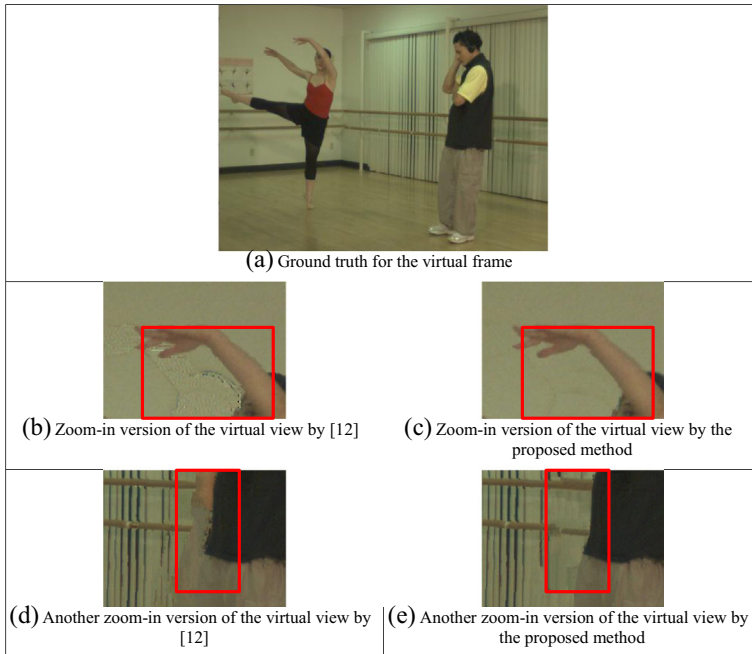 (a) Ground truth for the virtual frame
(b) Zoom-in version of the virtual view by [12]
(c) Zoom-in version of the virtual view by the
proposed method
(d) Another zoom-in version of the virtual view by
[12]
(e) Another zoom-in version of the virtual view by
the proposed method